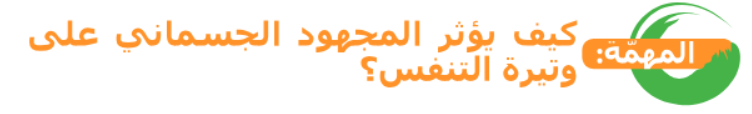 المهمّة:
كيف يؤثر المجهود الجسماني على
وتيرة التنفس؟